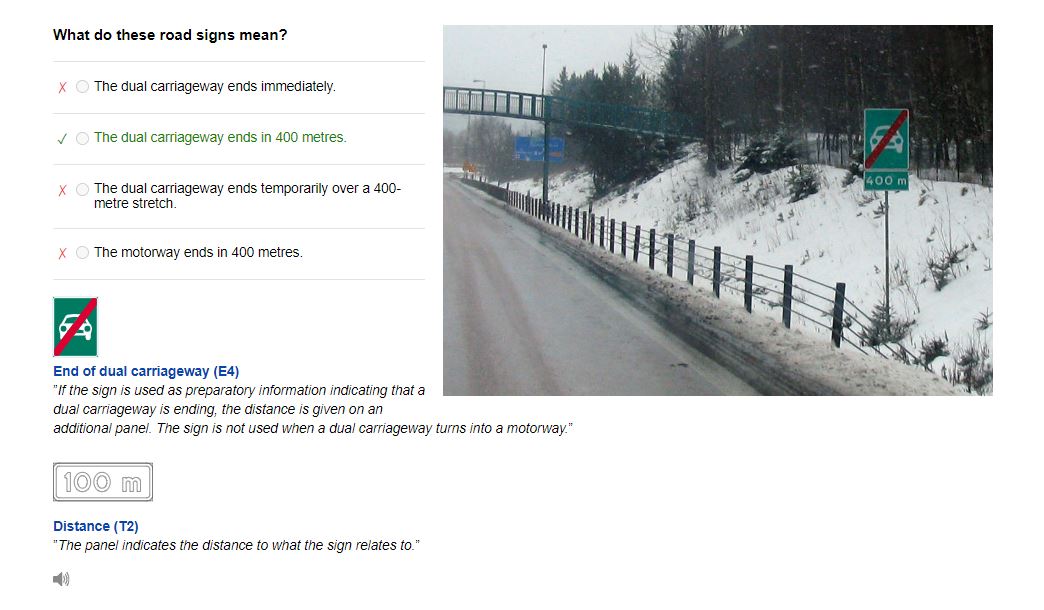 What do these road signs mean?
The dual carriageway ends immediately.
The dual carriageway ends in 400 metres.
The dual carriageway ends temporarily over a 400-
metre stretch.
The motorway ends in 400 metres.
400 m
End of dual carriageway (E4)
"If the sign is used as preparatory information indicating that a
dual carriageway is ending, the distance is given on an
additional panel. The sign is not used when a dual carriageway turns into a motorway."
100 m
Distance (T2)
"The panel indicates the distance to what the sign relates to."